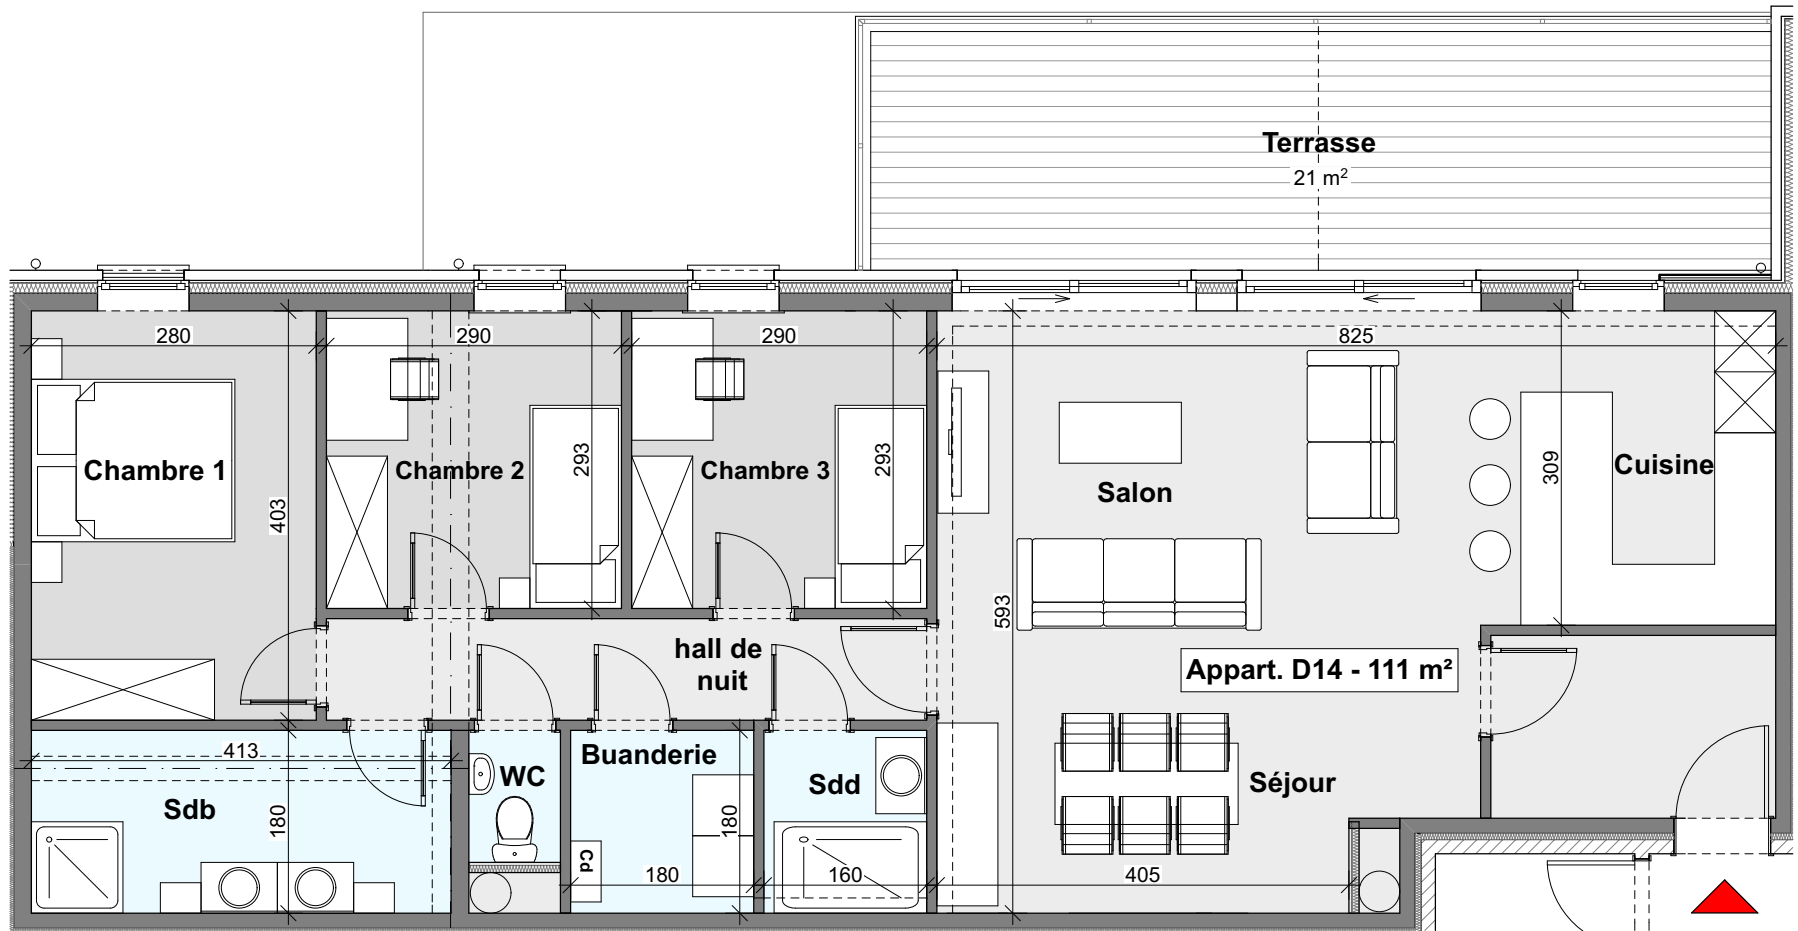 Terrasse
21 m²
280
290
290
825
Chambre 1
Chambre 2
Chambre 3
403
293
293
Salon
309
Cuisine
593
hall de
nuit
Appart. D14 - 111 m²
413
Sdb
180
WC
Buanderie
180
Cd
180
Sdd
160
Séjour
405